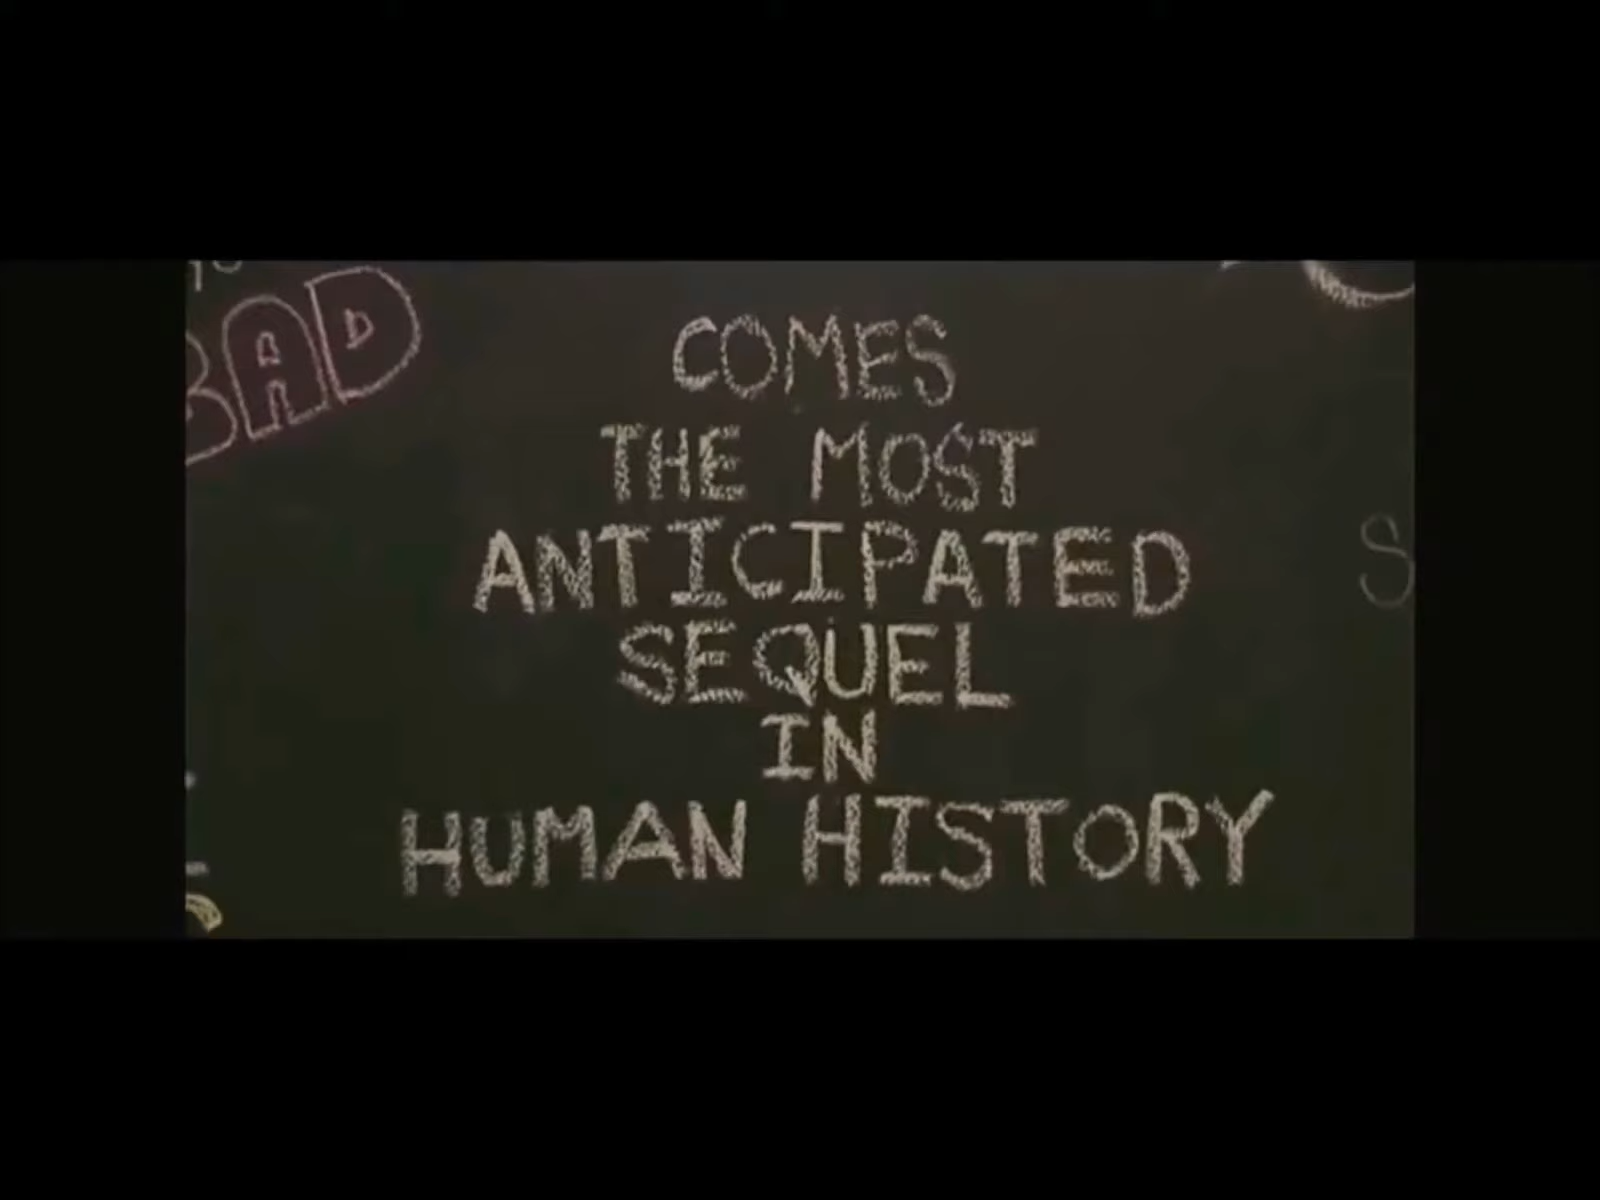 BAD
COMES
THE MOST
ANTICIPATED
SEQUEL
IN
HUMAN HISTORY
S